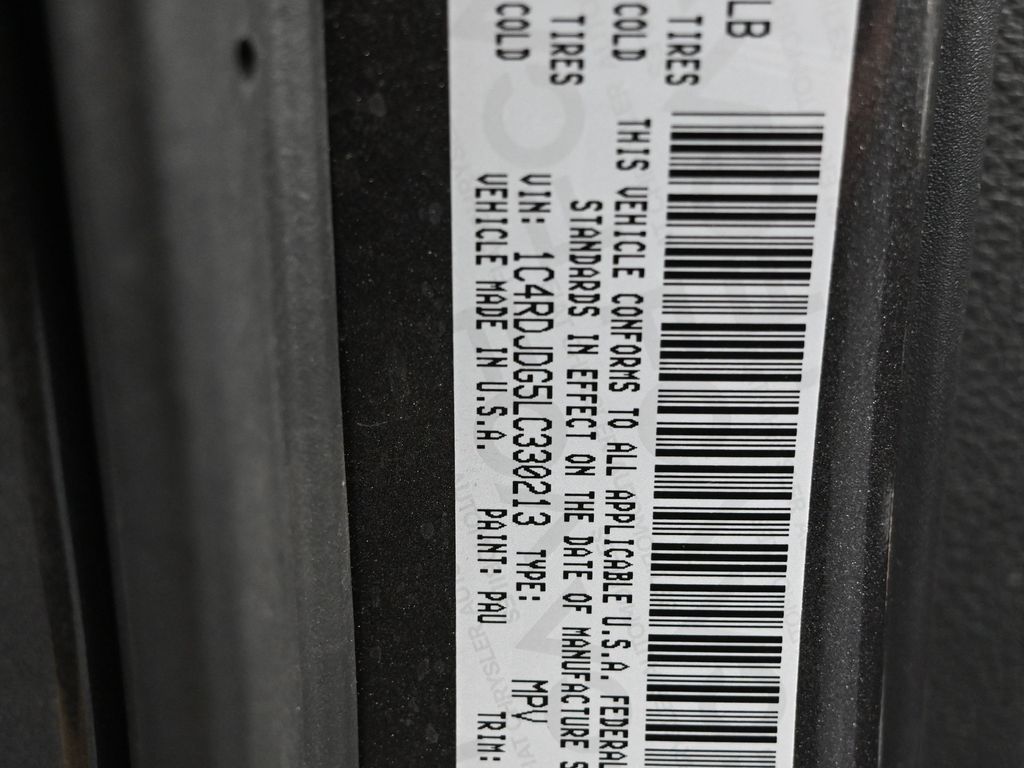 LB
TIRES
COLD
TIRES
COLD
THIS VEHICLE CONFORMS TO ALL APPLICABLE U.S.A. FEDERAL
STANDARDS IN EFFECT ON THE DATE OF MANUFACTURE S
VIN: 1C4RDJDG5LC330213 TYPE: MPV
VEHICLE MADE IN U.S.A. PAINT: PAU TRIM: